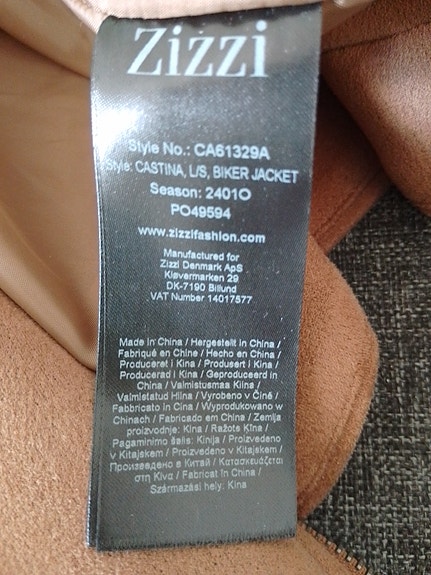 Zizzi
Style No.: CA61329A
Style: CASTINA, L/S, BIKER JACKET
Season: 2401O
PO49594
www.zizzifashion.com
Manufactured for
Zizzi Denmark ApS
Kløvermarken 29
DK-7190 Billund
VAT Number 14017577
Made in China / Hergestellt in China /
Fabriqué en Chine / Hecho en China /
Produceret i Kina / Produsert i Kina /
Producerad i Kina / Geproduceerd in
China / Valmistusmaa Kiina /
Valmistatud Hiina / Vyrobeno v Číně /
Fabbricato in Cina / Wyprodukowano w
Chinach / Fabricado em China / Zemlja
proizvodnje: Kina / Ražots Ķīna /
Pagaminimo šalis: Kinija / Proizvedeno
v Kitajskem / Proizvedeno v Kitajskem /
Произведено в Китай / Κατασκευάζεται
στη Κίνα / Fabricat în China /
Származási hely: Kína